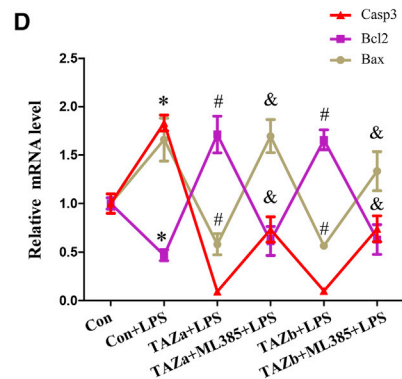 D
Casp3
Bcl2
Bax
Relative mRNA level
2.5
2.0
1.5
1.0
0.5
0.0
* # & # &
* # & # &
Con
Con+LPS
TAZa+LPS
TAZa+ML385+LPS
TAZb+LPS
TAZb+ML385+LPS